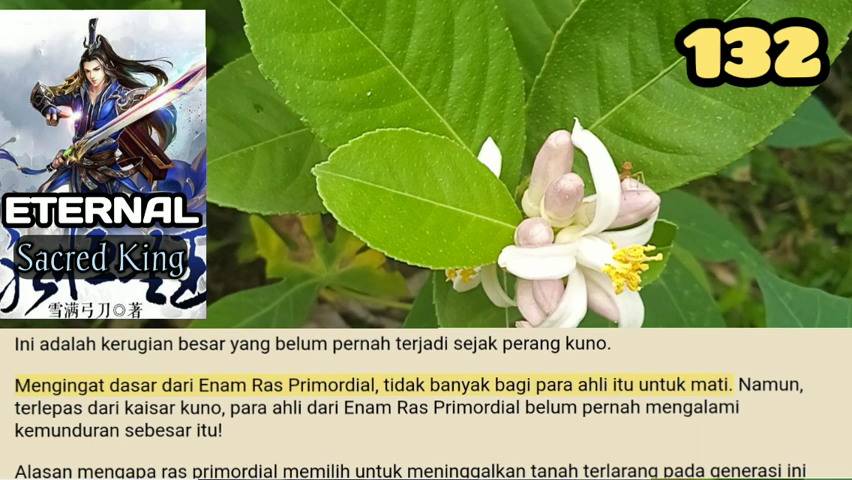 132
ETERNAL
Sacred King
雪满弓刀◎著
Ini adalah kerugian besar yang belum pernah terjadi sejak perang kuno.
Mengingat dasar dari Enam Ras Primordial, tidak banyak bagi para ahli itu untuk mati. Namun,
terlepas dari kaisar kuno, para ahli dari Enam Ras Primordial belum pernah mengalami
kemunduran sebesar itu!
Alasan mengapa ras primordial memilih untuk meninggalkan tanah terlarang pada generasi ini